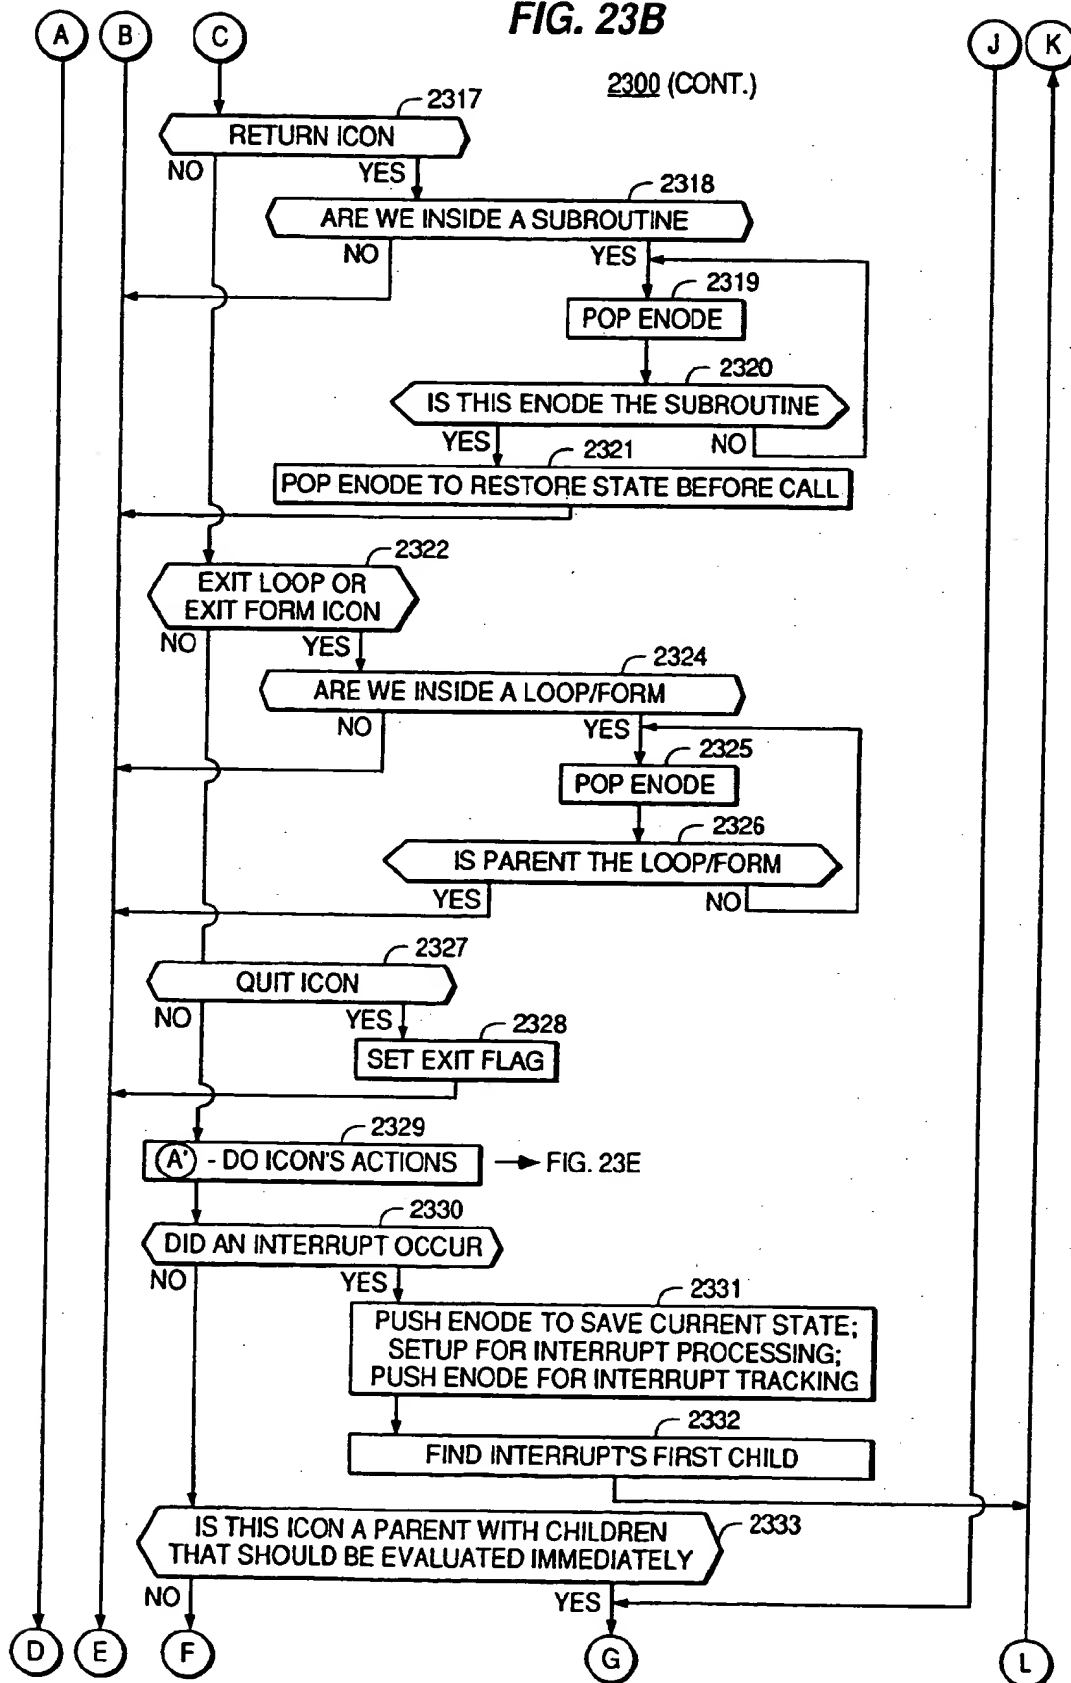 FIG. 23B
A B C J K
2300 (CONT.)
2317
RETURN ICON
NO YES
2318
ARE WE INSIDE A SUBROUTINE
NO YES
2319
POP ENODE
2320
IS THIS ENODE THE SUBROUTINE
YES NO
2321
POP ENODE TO RESTORE STATE BEFORE CALL
2322
EXIT LOOP OR
EXIT FORM ICON
NO YES
2324
ARE WE INSIDE A LOOP/FORM
NO YES
2325
POP ENODE
2326
IS PARENT THE LOOP/FORM
YES NO
2327
QUIT ICON
NO YES
2328
SET EXIT FLAG
2329
A' - DO ICON'S ACTIONS → FIG. 23E
2330
DID AN INTERRUPT OCCUR
NO YES
2331
PUSH ENODE TO SAVE CURRENT STATE;
SETUP FOR INTERRUPT PROCESSING;
PUSH ENODE FOR INTERRUPT TRACKING
2332
FIND INTERRUPT'S FIRST CHILD
2333
IS THIS ICON A PARENT WITH CHILDREN
THAT SHOULD BE EVALUATED IMMEDIATELY
NO YES
D E F G L